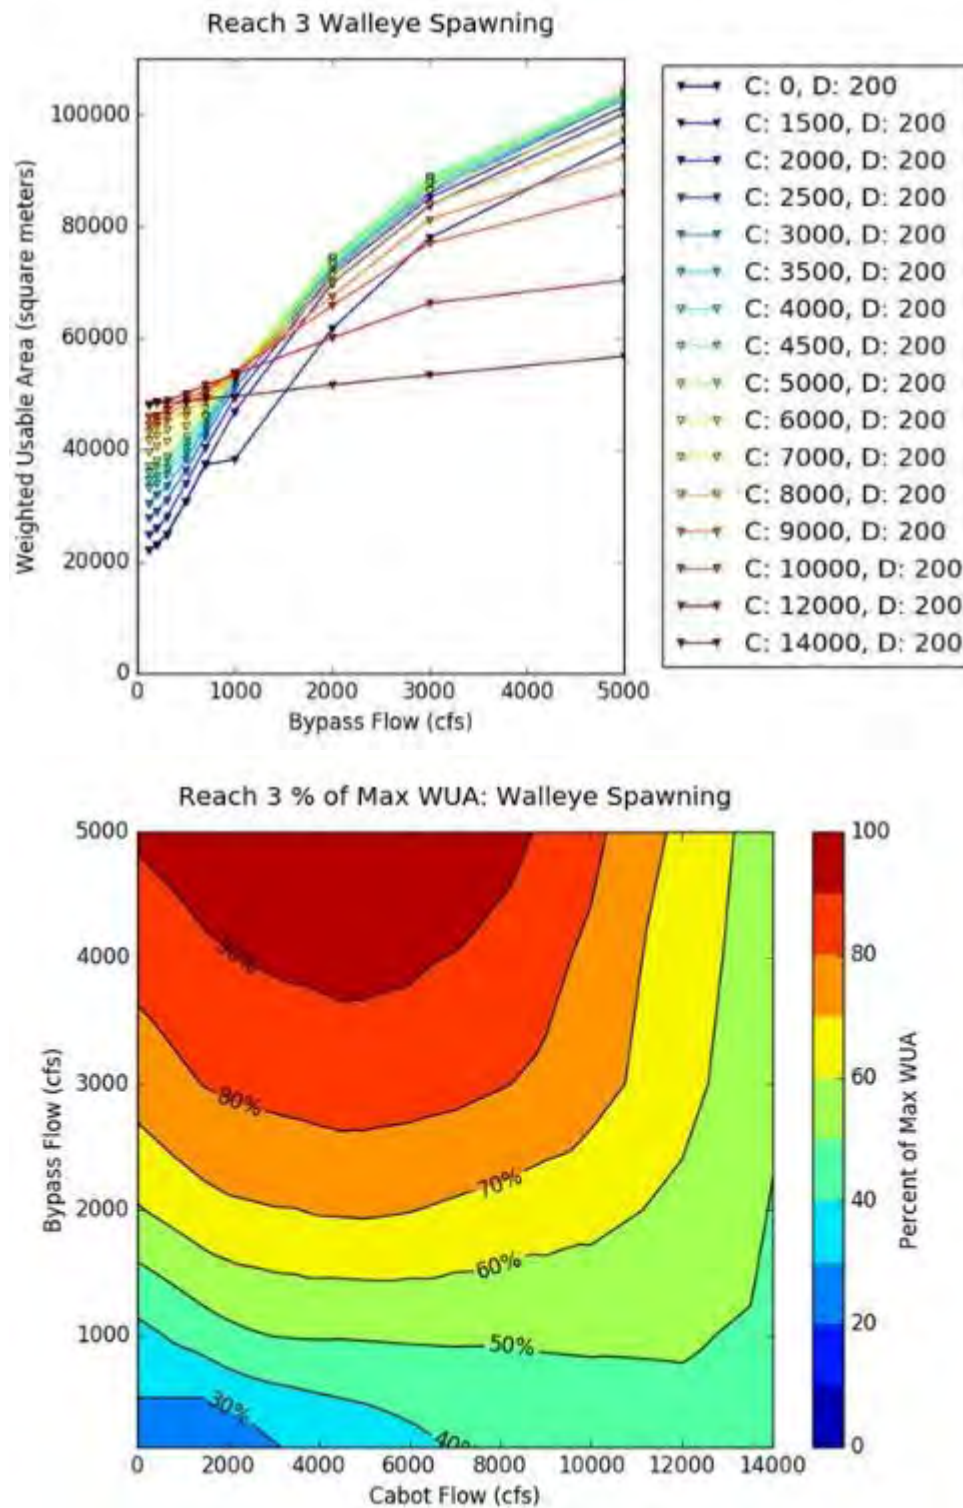 Reach 3 Walleye Spawning
100000
80000
60000
40000
20000
0
Weighted Usable Area (square meters)
0 1000 2000 3000 4000 5000
Bypass Flow (cfs)
C: 0, D: 200
C: 1500, D: 200
C: 2000, D: 200
C: 2500, D: 200
C: 3000, D: 200
C: 3500, D: 200
C: 4000, D: 200
C: 4500, D: 200
C: 5000, D: 200
C: 6000, D: 200
C: 7000, D: 200
C: 8000, D: 200
C: 9000, D: 200
C: 10000, D: 200
C: 12000, D: 200
C: 14000, D: 200
Reach 3 % of Max WUA: Walleye Spawning
5000
4000
3000
2000
1000
Bypass Flow (cfs)
90%
80%
70%
60%
50%
30%
40%
0 2000 4000 6000 8000 10000 12000 14000
Cabot Flow (cfs)
100
80
60
40
20
0
Percent of Max WUA